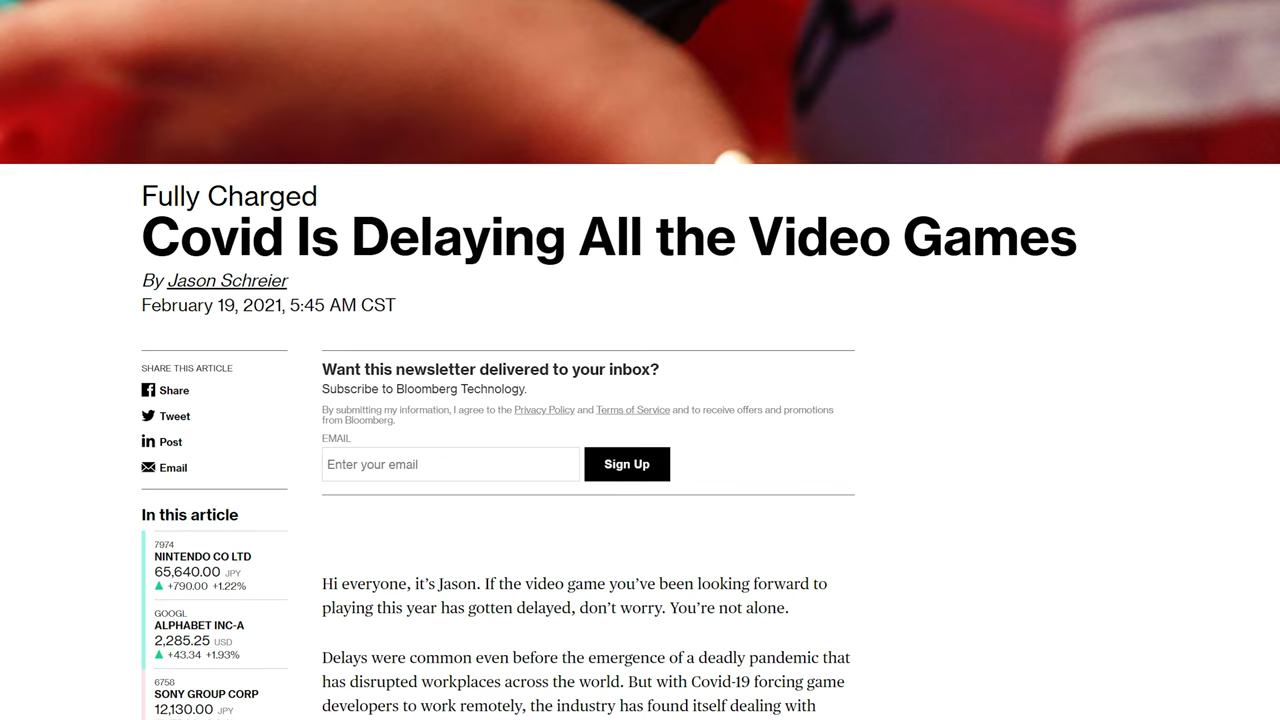 Fully Charged
Covid Is Delaying All the Video Games
By Jason Schreier
February 19, 2021, 5:45 AM CST
SHARE THIS ARTICLE
Share
Tweet
Post
Email
In this article
7974
NINTENDO CO LTD
65,640.00 JPY
+790.00 +1.22%
GOOGL
ALPHABET INC-A
2,285.25 USD
+43.34 +1.93%
6758
SONY GROUP CORP
12,130.00 JPY
Want this newsletter delivered to your inbox?
Subscribe to Bloomberg Technology.
By submitting my information, I agree to the Privacy Policy and Terms of Service and to receive offers and promotions
from Bloomberg.
EMAIL
Enter your email
Sign Up
Hi everyone, it’s Jason. If the video game you’ve been looking forward to
playing this year has gotten delayed, don’t worry. You’re not alone.
Delays were common even before the emergence of a deadly pandemic that
has disrupted workplaces across the world. But with Covid-19 forcing game
developers to work remotely, the industry has found itself dealing with